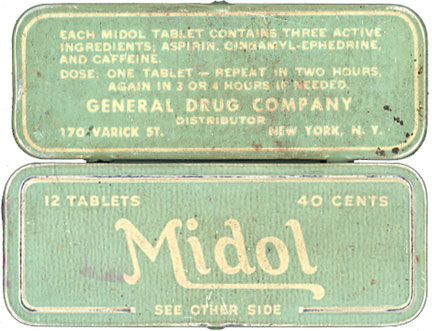 EACH MIDOL TABLET CONTAINS THREE ACTIVE
INGREDIENTS; ASPIRIN, CINNAMYL-EPHEDRINE,
AND CAFFEINE.
DOSE: ONE TABLET — REPEAT IN TWO HOURS,
AGAIN IN 3 OR 4 HOURS IF NEEDED.
GENERAL DRUG COMPANY
DISTRIBUTOR
170 VARICK ST. NEW YORK, N. Y.
12 TABLETS 40 CENTS
Midol
SEE OTHER SIDE